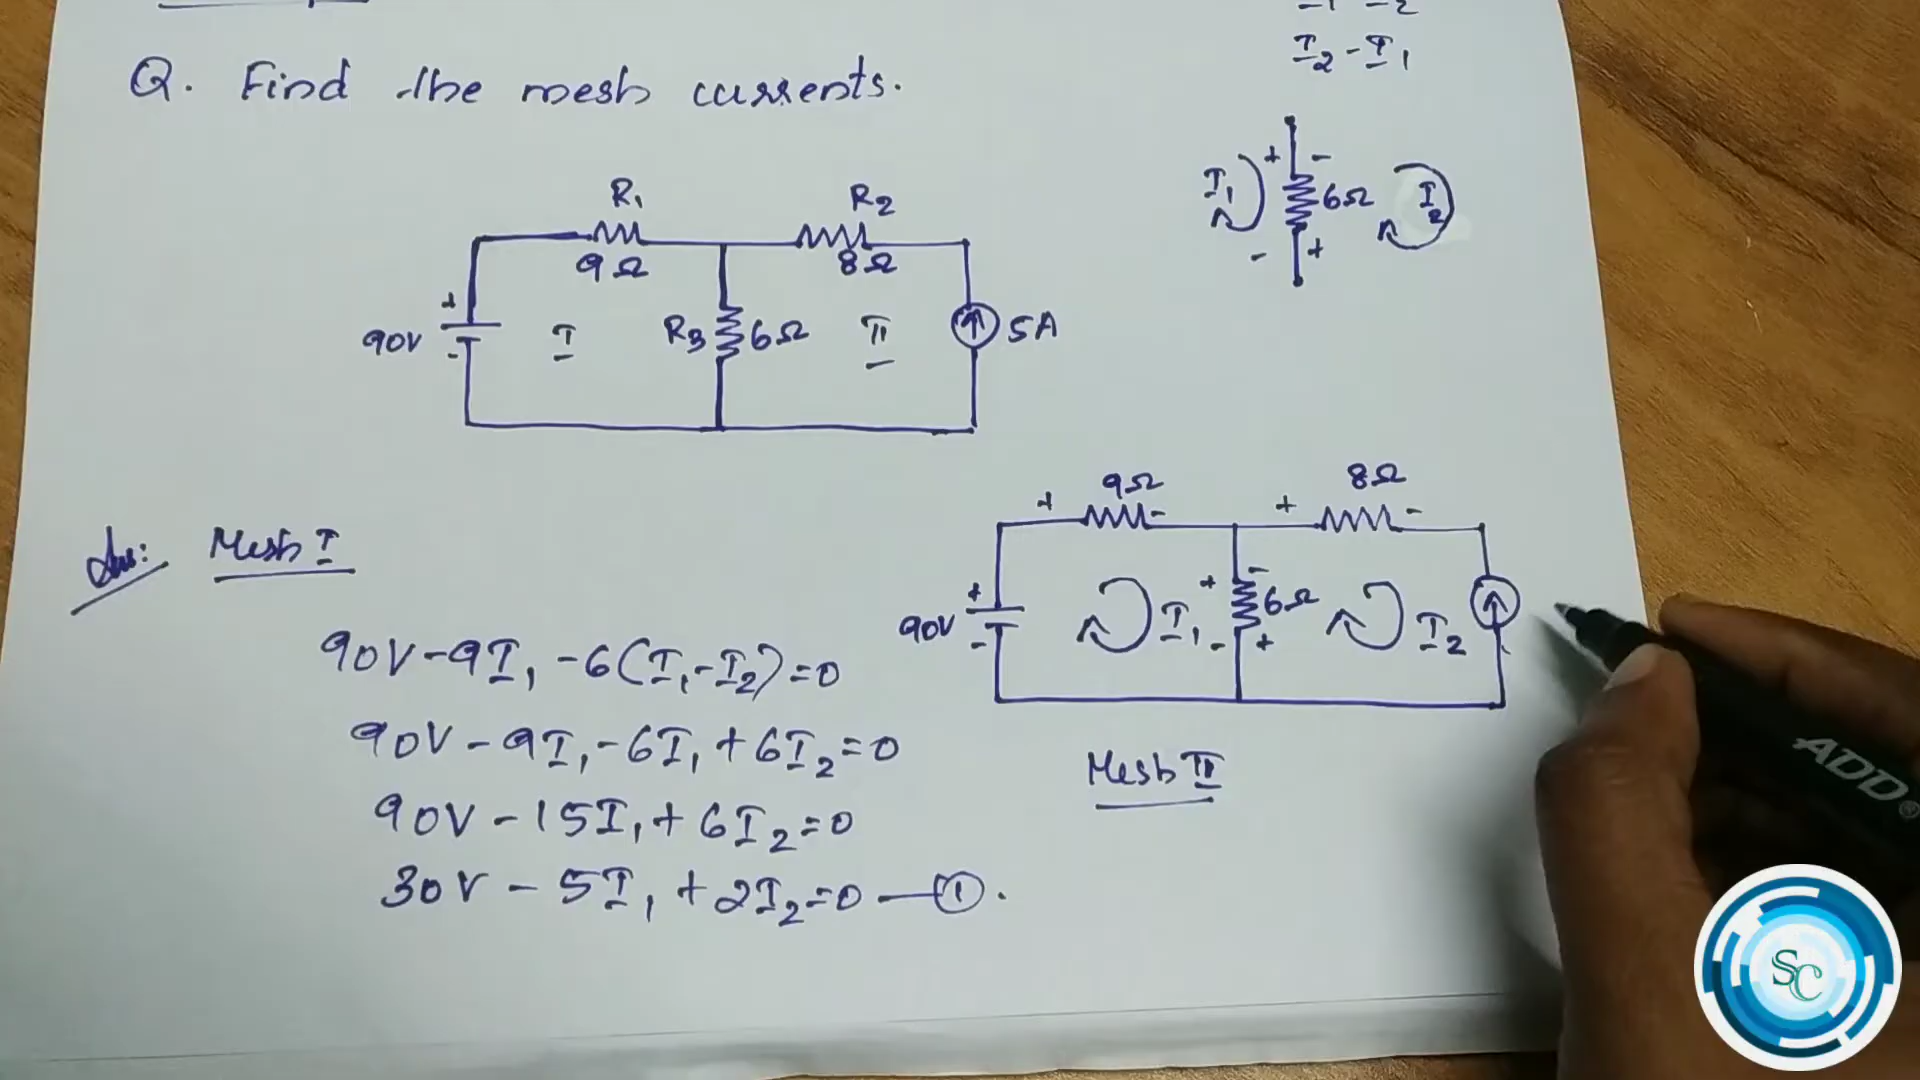 I₂-I₁
Q. Find the mesh currents.
R₁
9Ω
R₂
8Ω
+
90V
-
I
R₃
6Ω
II
5A
I₁
+
-
6Ω
I₂
-
+
Ans:
Mesh I
90V-9I₁-6(I₁-I₂)=0
90V-9I₁-6I₁+6I₂=0
90V-15I₁+6I₂=0
30V-5I₁+2I₂=0 — ①.
+
9Ω
-
+
8Ω
-
90V
+
-
I₁
+
-
6Ω
-
+
I₂
Mesh II
ADD
SC